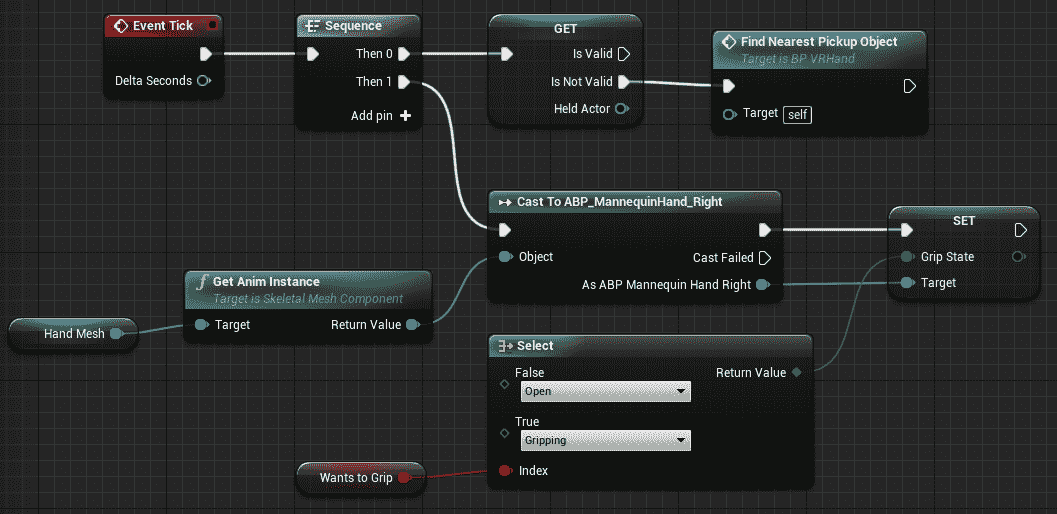 Event Tick
Delta Seconds
Sequence
Then 0
Then 1
Add pin
GET
Is Valid
Is Not Valid
Held Actor
Find Nearest Pickup Object
Target is BP VRHand
Target self
Cast To ABP_MannequinHand_Right
Object
Cast Failed
As ABP Mannequin Hand Right
SET
Grip State
Target
f Get Anim Instance
Target is Skeletal Mesh Component
Target Return Value
Hand Mesh
Select
False
Open
Return Value
True
Gripping
Index
Wants to Grip